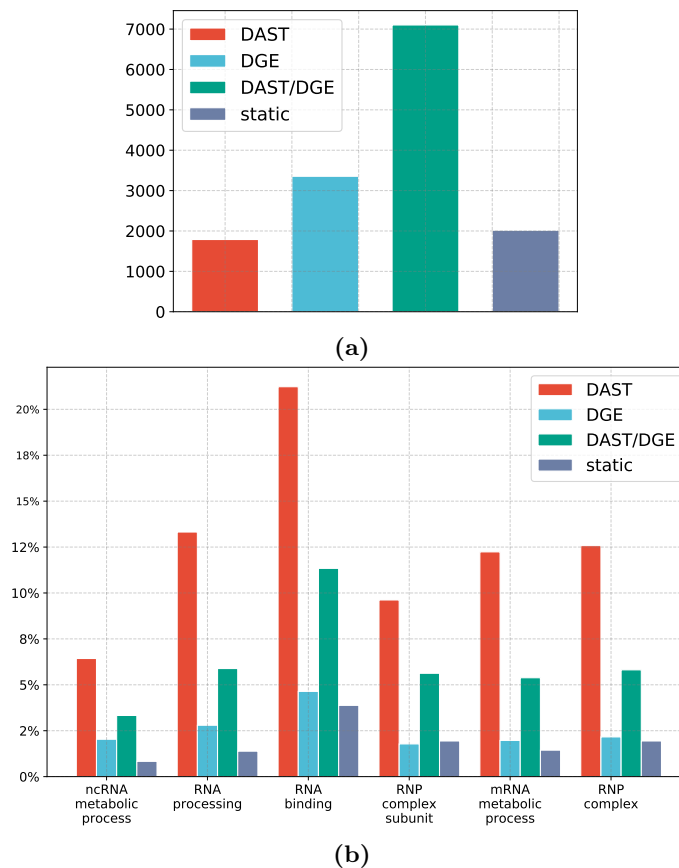 DAST
DGE
DAST/DGE
static
7000
6000
5000
4000
3000
2000
1000
0
(a)
DAST
DGE
DAST/DGE
static
20%
18%
15%
12%
10%
8%
5%
2%
0%
ncRNA
metabolic
process
RNA
processing
RNA
binding
RNP
complex
subunit
mRNA
metabolic
process
RNP
complex
(b)